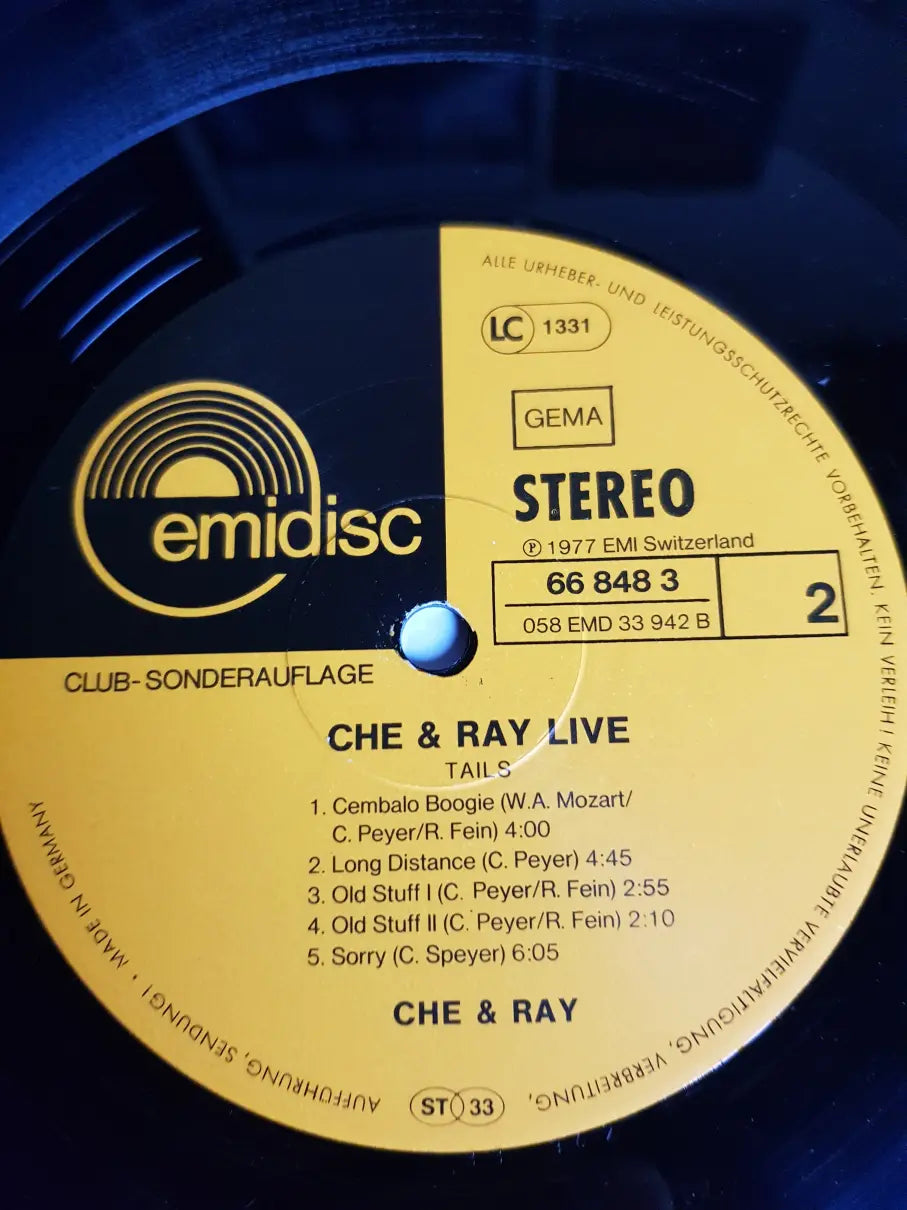 ALLE URHEBER- UND LEISTUNGSSCHUTZRECHTE VORBEHALTEN. KEIN VERLEIH! KEINE UNERLAUBTE VERVIELFÄLTIGUNG, VERBREITUNG, AUFFÜHRUNG, SENDUNG! • MADE IN GERMANY
LC 1331
GEMA
STEREO
emidisc
℗ 1977 EMI Switzerland
66 848 3
2
058 EMD 33 942 B
CLUB-SONDERAUFLAGE
CHE & RAY LIVE
TAILS
1. Cembalo Boogie (W.A. Mozart/
C. Peyer/R. Fein) 4:00
2. Long Distance (C. Peyer) 4:45
3. Old Stuff I (C. Peyer/R. Fein) 2:55
4. Old Stuff II (C. Peyer/R. Fein) 2:10
5. Sorry (C. Speyer) 6:05
CHE & RAY
ST 33